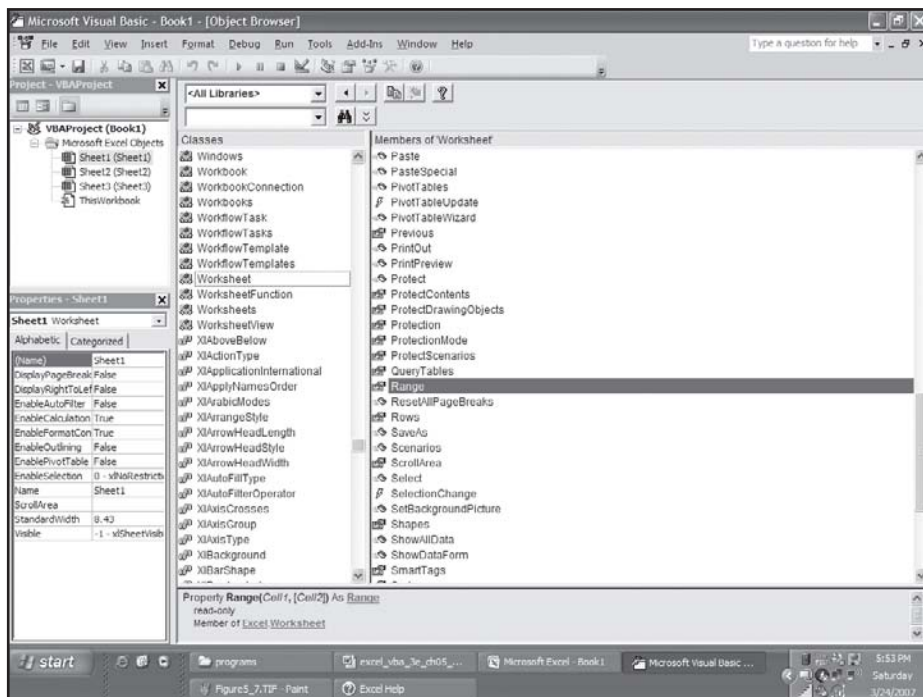 Microsoft Visual Basic - Book1 - [Object Browser]
File Edit View Insert Format Debug Run Tools Add-Ins Window Help
Type a question for help
Project - VBAProject
VBAProject (Book1)
Microsoft Excel Objects
Sheet1 (Sheet1)
Sheet2 (Sheet2)
Sheet3 (Sheet3)
ThisWorkbook
Properties - Sheet1
Sheet1 Worksheet
Alphabetic Categorized
(Name) Sheet1
DisplayPageBreak False
DisplayRightToLef False
EnableAutoFilter False
EnableCalculation True
EnableFormatCon True
EnableOutlining False
EnablePivotTable False
EnableSelection 0 - xlNoRestricti
Name Sheet1
ScrollArea
StandardWidth 8.43
Visible -1 - xlSheetVisib
<All Libraries>
Classes
Windows
Workbook
WorkbookConnection
Workbooks
WorkflowTask
WorkflowTasks
WorkflowTemplate
WorkflowTemplates
Worksheet
WorksheetFunction
Worksheets
WorksheetView
XlAboveBelow
XlActionType
XlApplicationInternational
XlApplyNamesOrder
XlArabicModes
XlArrangeStyle
XlArrowHeadLength
XlArrowHeadStyle
XlArrowHeadWidth
XlAutoFillType
XlAutoFilterOperator
XlAxisCrosses
XlAxisGroup
XlAxisType
XlBackground
XlBarShape
Members of 'Worksheet'
Paste
PasteSpecial
PivotTables
PivotTableUpdate
PivotTableWizard
Previous
PrintOut
PrintPreview
Protect
ProtectContents
ProtectDrawingObjects
Protection
ProtectionMode
ProtectScenarios
QueryTables
Range
ResetAllPageBreaks
Rows
SaveAs
Scenarios
ScrollArea
Select
SelectionChange
SetBackgroundPicture
Shapes
ShowAllData
ShowDataForm
SmartTags
Property Range(Cell1, [Cell2]) As Range
read-only
Member of Excel.Worksheet
start
programs
excel_vba_3e_ch05_...
Microsoft Excel - Book1
Microsoft Visual Basic ...
Figure5_7.TIF - Paint
Excel Help
5:53 PM
Saturday